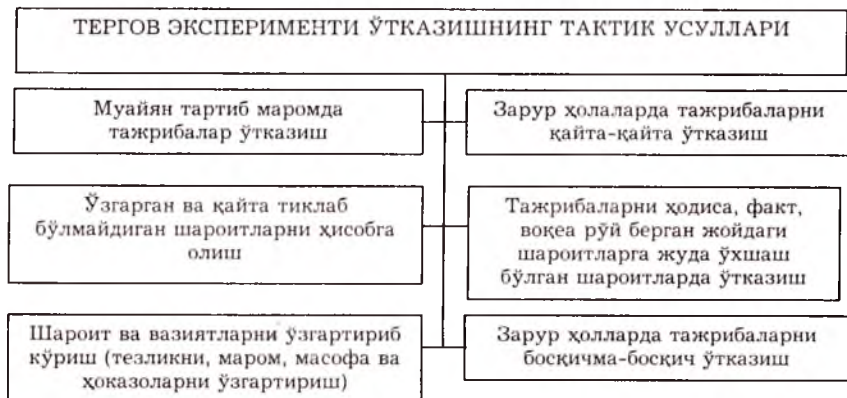 ТЕРГОВ ЭКСПЕРИМЕНТИ ЎТКАЗИШНИНГ ТАКТИК УСУЛЛАРИ
Муайян тартиб маромда
тажрибалар ўтказиш
Зарур ҳолаларда тажрибаларни
қайта-қайта ўтказиш
Ўзгарган ва қайта тиклаб
бўлмайдиган шароитларни ҳисобга
олиш
Тажрибаларни ҳодиса, факт,
воқеа рўй берган жойдаги
шароитларга жуда ўхшаш
бўлган шароитларда ўтказиш
Шароит ва вазиятларни ўзгартириб
кўриш (тезликни, маром, масофа ва
ҳоказоларни ўзгартириш)
Зарур ҳолларда тажрибаларни
босқичма-босқич ўтказиш